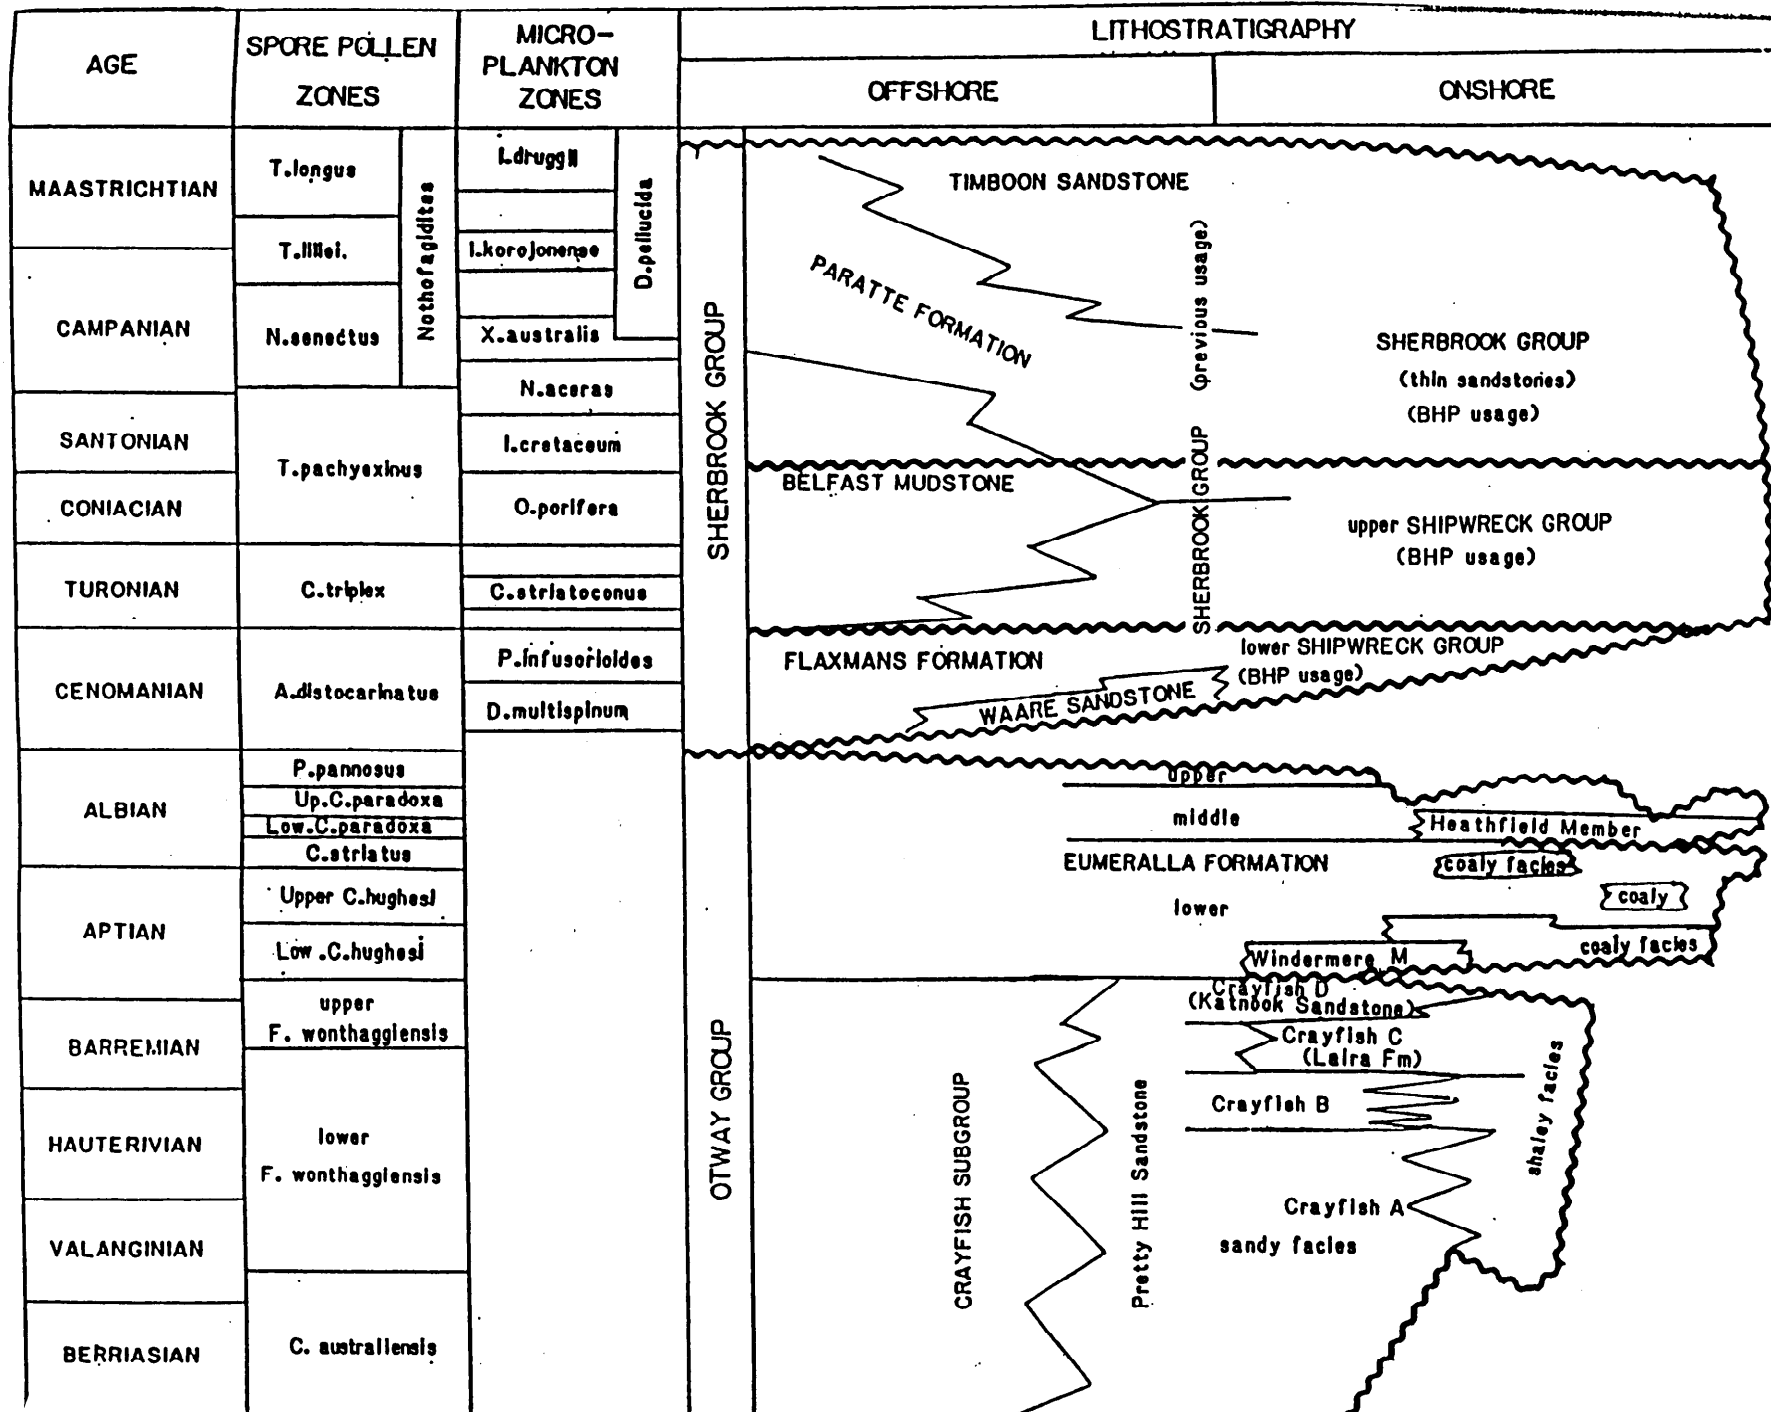 AGE
SPORE POLLEN
ZONES
MICRO-
PLANKTON
ZONES
LITHOSTRATIGRAPHY
OFFSHORE
ONSHORE
MAASTRICHTIAN
CAMPANIAN
SANTONIAN
CONIACIAN
TURONIAN
CENOMANIAN
ALBIAN
APTIAN
BARREMIAN
HAUTERIVIAN
VALANGINIAN
BERRIASIAN
T.longus
T.lillei.
N.senectus
Nothofagidites
T.pachyexinus
C.triplex
A.distocarinatus
P.pannosus
Up.C.paradoxa
Low.C.paradoxa
C.striatus
Upper C.hughesi
Low.C.hughesi
upper
F. wonthaggiensis
lower
F. wonthaggiensis
C. australiensis
I.druggii
I.korojonense
X.australis
D.pellucida
N.aceras
I.cretaceum
O.porifera
C.striatoconus
P.infusorioides
D.multispinum
SHERBROOK GROUP
OTWAY GROUP
TIMBOON SANDSTONE
PARATTE FORMATION
BELFAST MUDSTONE
FLAXMANS FORMATION
WAARE SANDSTONE
SHERBROOK GROUP (previous usage)
SHERBROOK GROUP
(thin sandstories)
(BHP usage)
upper SHIPWRECK GROUP
(BHP usage)
lower SHIPWRECK GROUP
(BHP usage)
upper
middle
Heathfield Member
EUMERALLA FORMATION
coaly facies
coaly
lower
coaly facies
Windermere M
Crayfish D
(Katnook Sandstone)
Crayfish C
(Laira Fm)
Crayfish B
Crayfish A
sandy facies
shaley facies
CRAYFISH SUBGROUP
Pretty Hill Sandstone